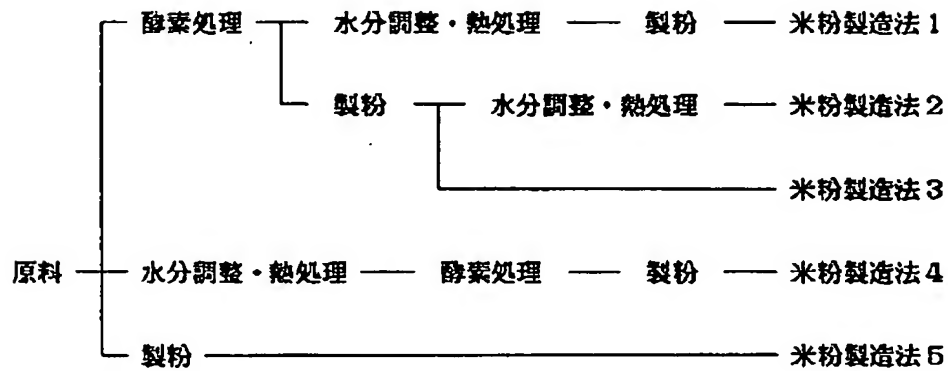 酵素処理 水分調整・熱処理 製粉 米粉製造法1
製粉 水分調整・熱処理 米粉製造法2
米粉製造法3
原料 水分調整・熱処理 酵素処理 製粉 米粉製造法4
製粉 米粉製造法5